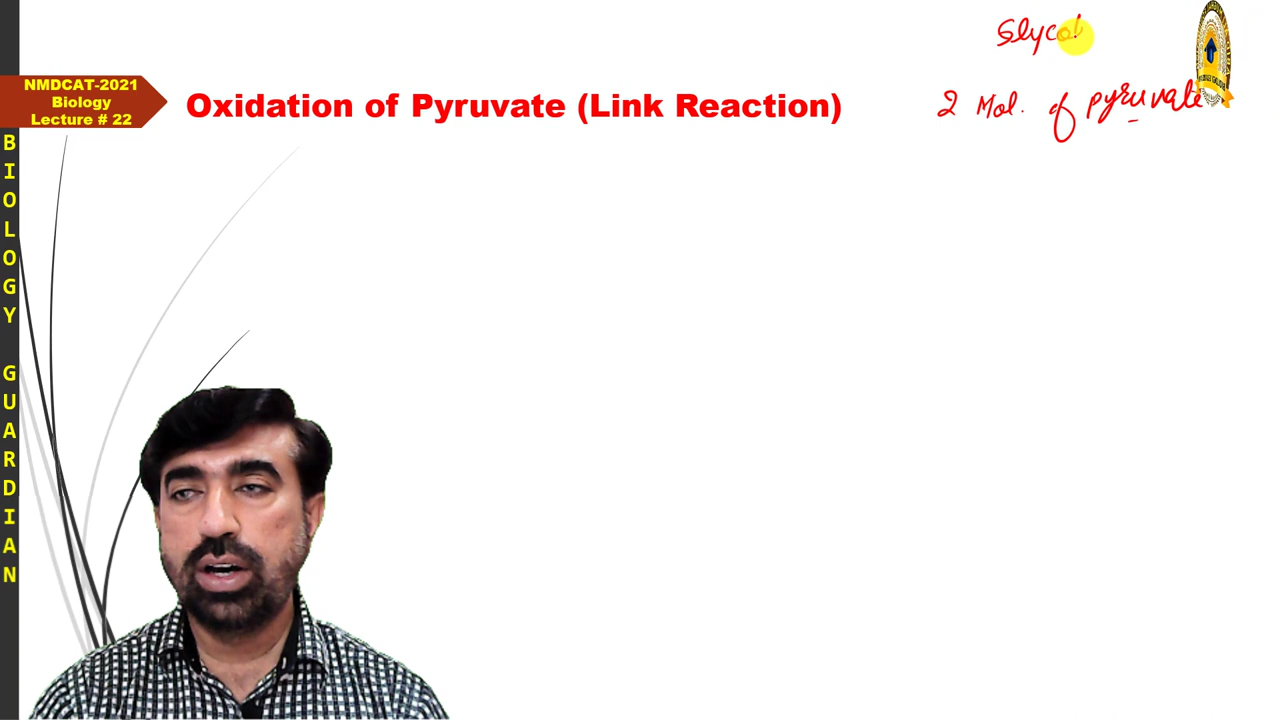 Glycol
NMDCAT-2021
Biology
Lecture # 22
Oxidation of Pyruvate (Link Reaction)
2 Mol. of pyruvate
BIOLOGY GUARDIAN